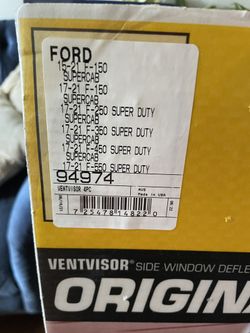 FORD
15-21 F-150
SUPERCAB
17-21 F-150
SUPERCAB
17-21 F-250 SUPER DUTY
SUPERCAB
17-21 F-350 SUPER DUTY
SUPERCAB
17-21 F-450 SUPER DUTY
SUPERCAB
17-21 F-550 SUPER DUTY
94974
VENTVISOR 4PC
AVS
Made in USA
7 25478 14822 0
VENTVISOR® SIDE WINDOW DEFLE
ORIGIN